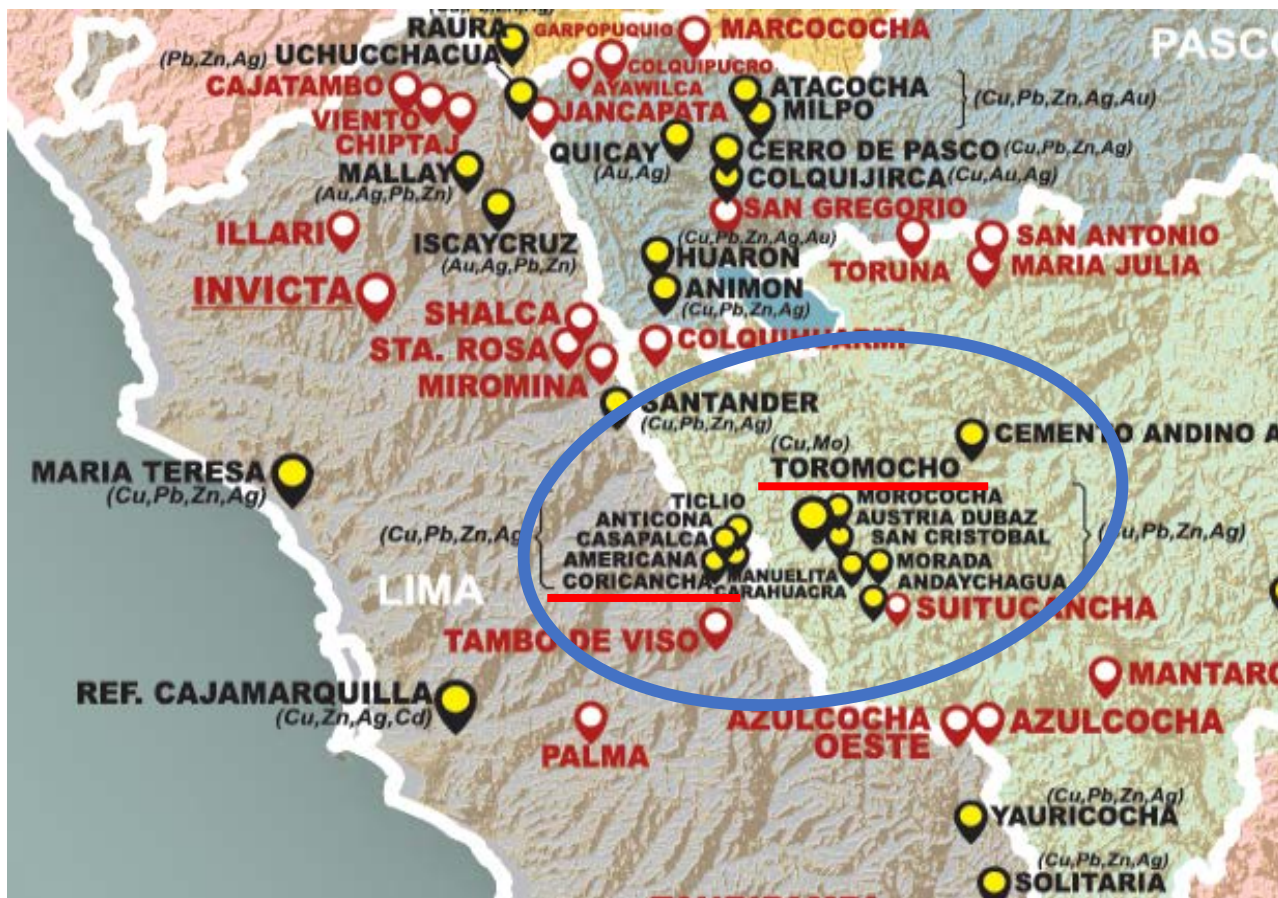 RAURA
(Pb,Zn,Ag) UCHUCCHACUA
GARPOPUQUIO
MARCOCOCHA
PASC
CAJATAMBO
COLQUIPUCRO
AYAWILCA
ATACOCHA
(Cu,Pb,Zn,Ag,Au)
VIENTO
JANCAPATA
MILPO
CHIPTAJ
QUICAY
(Au,Ag)
CERRO DE PASCO (Cu,Pb,Zn,Ag)
MALLAY
(Au,Ag,Pb,Zn)
COLQUIJIRCA (Cu,Au,Ag)
SAN GREGORIO
ILLARI
ISCAYCRUZ
(Au,Ag,Pb,Zn)
(Cu,Pb,Zn,Ag,Au)
HUARON
TORUNA
SAN ANTONIO
MARIA JULIA
INVICTA
ANIMON
(Cu,Pb,Zn,Ag)
SHALCA
STA. ROSA
COLQUIHUARMI
MIROMINA
SANTANDER
(Cu,Pb,Zn,Ag)
(Cu,Mo)
TOROMOCHO
CEMENTO ANDINO A
MARIA TERESA
(Cu,Pb,Zn,Ag)
TICLIO
ANTICONA
CASAPALCA
AMERICANA
CORICANCHA
(Cu,Pb,Zn,Ag
MOROCOCHA
AUSTRIA DUBAZ
SAN CRISTOBAL
MORADA
ANDAYCHAGUA
(Cu,Pb,Zn,Ag)
MANUELITA
CARAHUACRA
LIMA
SUITUCANCHA
TAMBO DE VISO
REF. CAJAMARQUILLA
(Cu,Zn,Ag,Cd)
MANTARO
PALMA
AZULCOCHA
OESTE
AZULCOCHA
(Cu,Pb,Zn,Ag)
YAURICOCHA
(Cu,Pb,Zn,Ag)
SOLITARIA